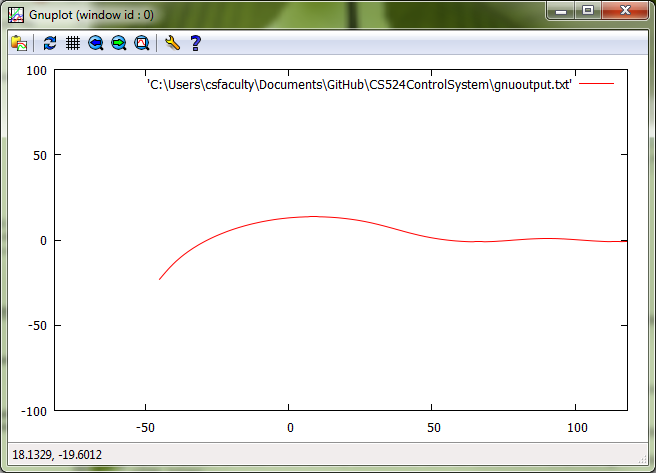 Gnuplot (window id : 0)
100
'C:\Users\csfaculty\Documents\GitHub\CS524ControlSystem\gnuoutput.txt'
50
0
-50
-100
-50 0 50 100
18.1329, -19.6012